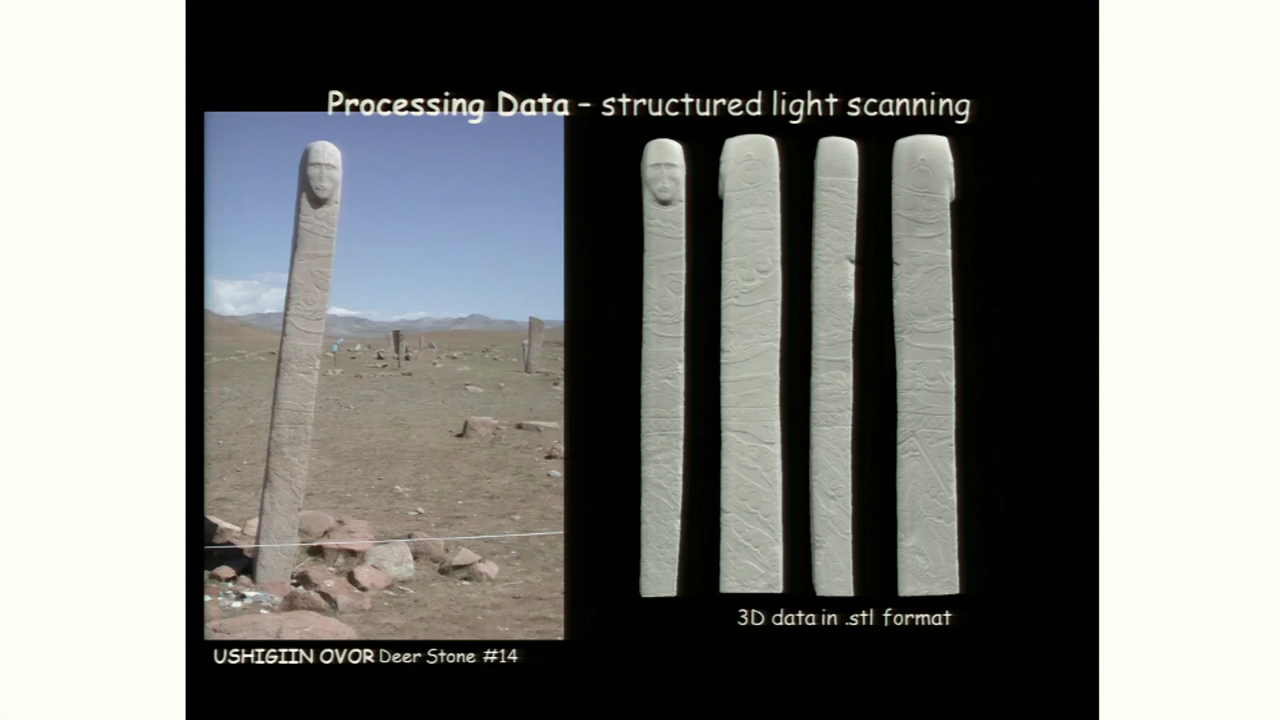 Processing Data – structured light scanning
3D data in .stl format
USHIGIIN OVOR Deer Stone #14